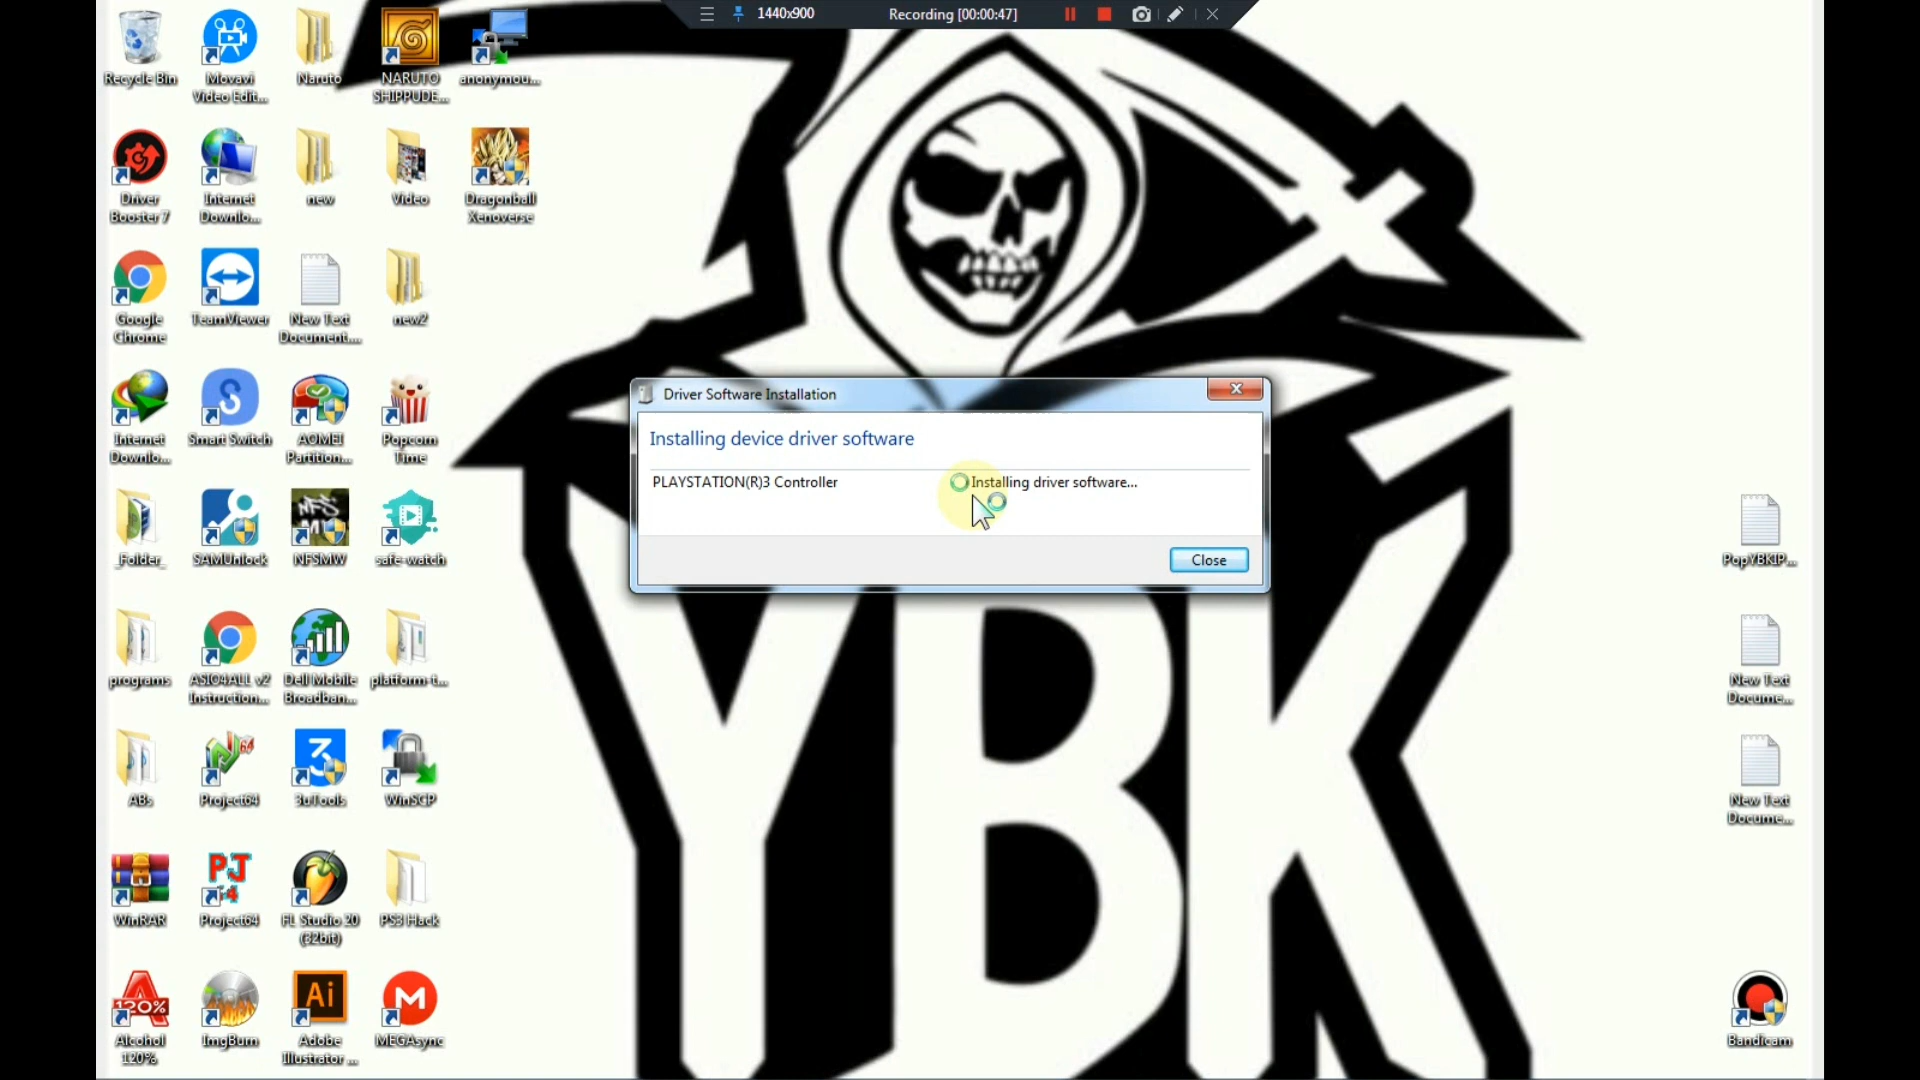 1440x900
Recording [00:00:47]
Recycle Bin
Movavi
Video Edit...
Naruto
NARUTO
SHIPPUDE...
anonymou...
Driver
Booster 7
Internet
Downlo...
new
Video
Dragonball
Xenoverse
Google
Chrome
TeamViewer
New Text
Document....
new2
Internet
Downlo...
Smart Switch
AOMEI
Partition...
Popcorn
Time
_Folder_
SAMUnlock
NFSMW
safe-watch
programs
ASIO4ALL v2
Instruction...
Dell Mobile
Broadban...
platform-t...
ABs
Project64
3uTools
WinSCP
WinRAR
Project64
FL Studio 20
(32bit)
PS3 Hack
Alcohol
120%
ImgBurn
Adobe
Illustrator ...
MEGAsync
Driver Software Installation
Installing device driver software
PLAYSTATION(R)3 Controller
Installing driver software...
Close
YBK
PopYBKIP...
New Text
Docume...
New Text
Docume...
Bandicam